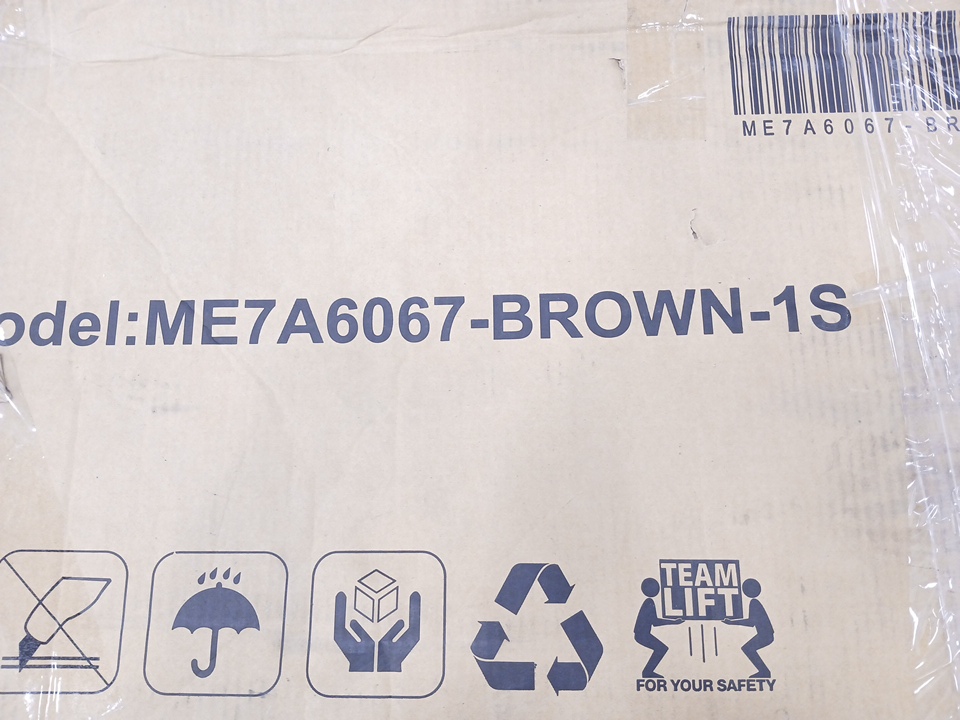 ME7A6067-BR
odel:ME7A6067-BROWN-1S
TEAM
LIFT
FOR YOUR SAFETY